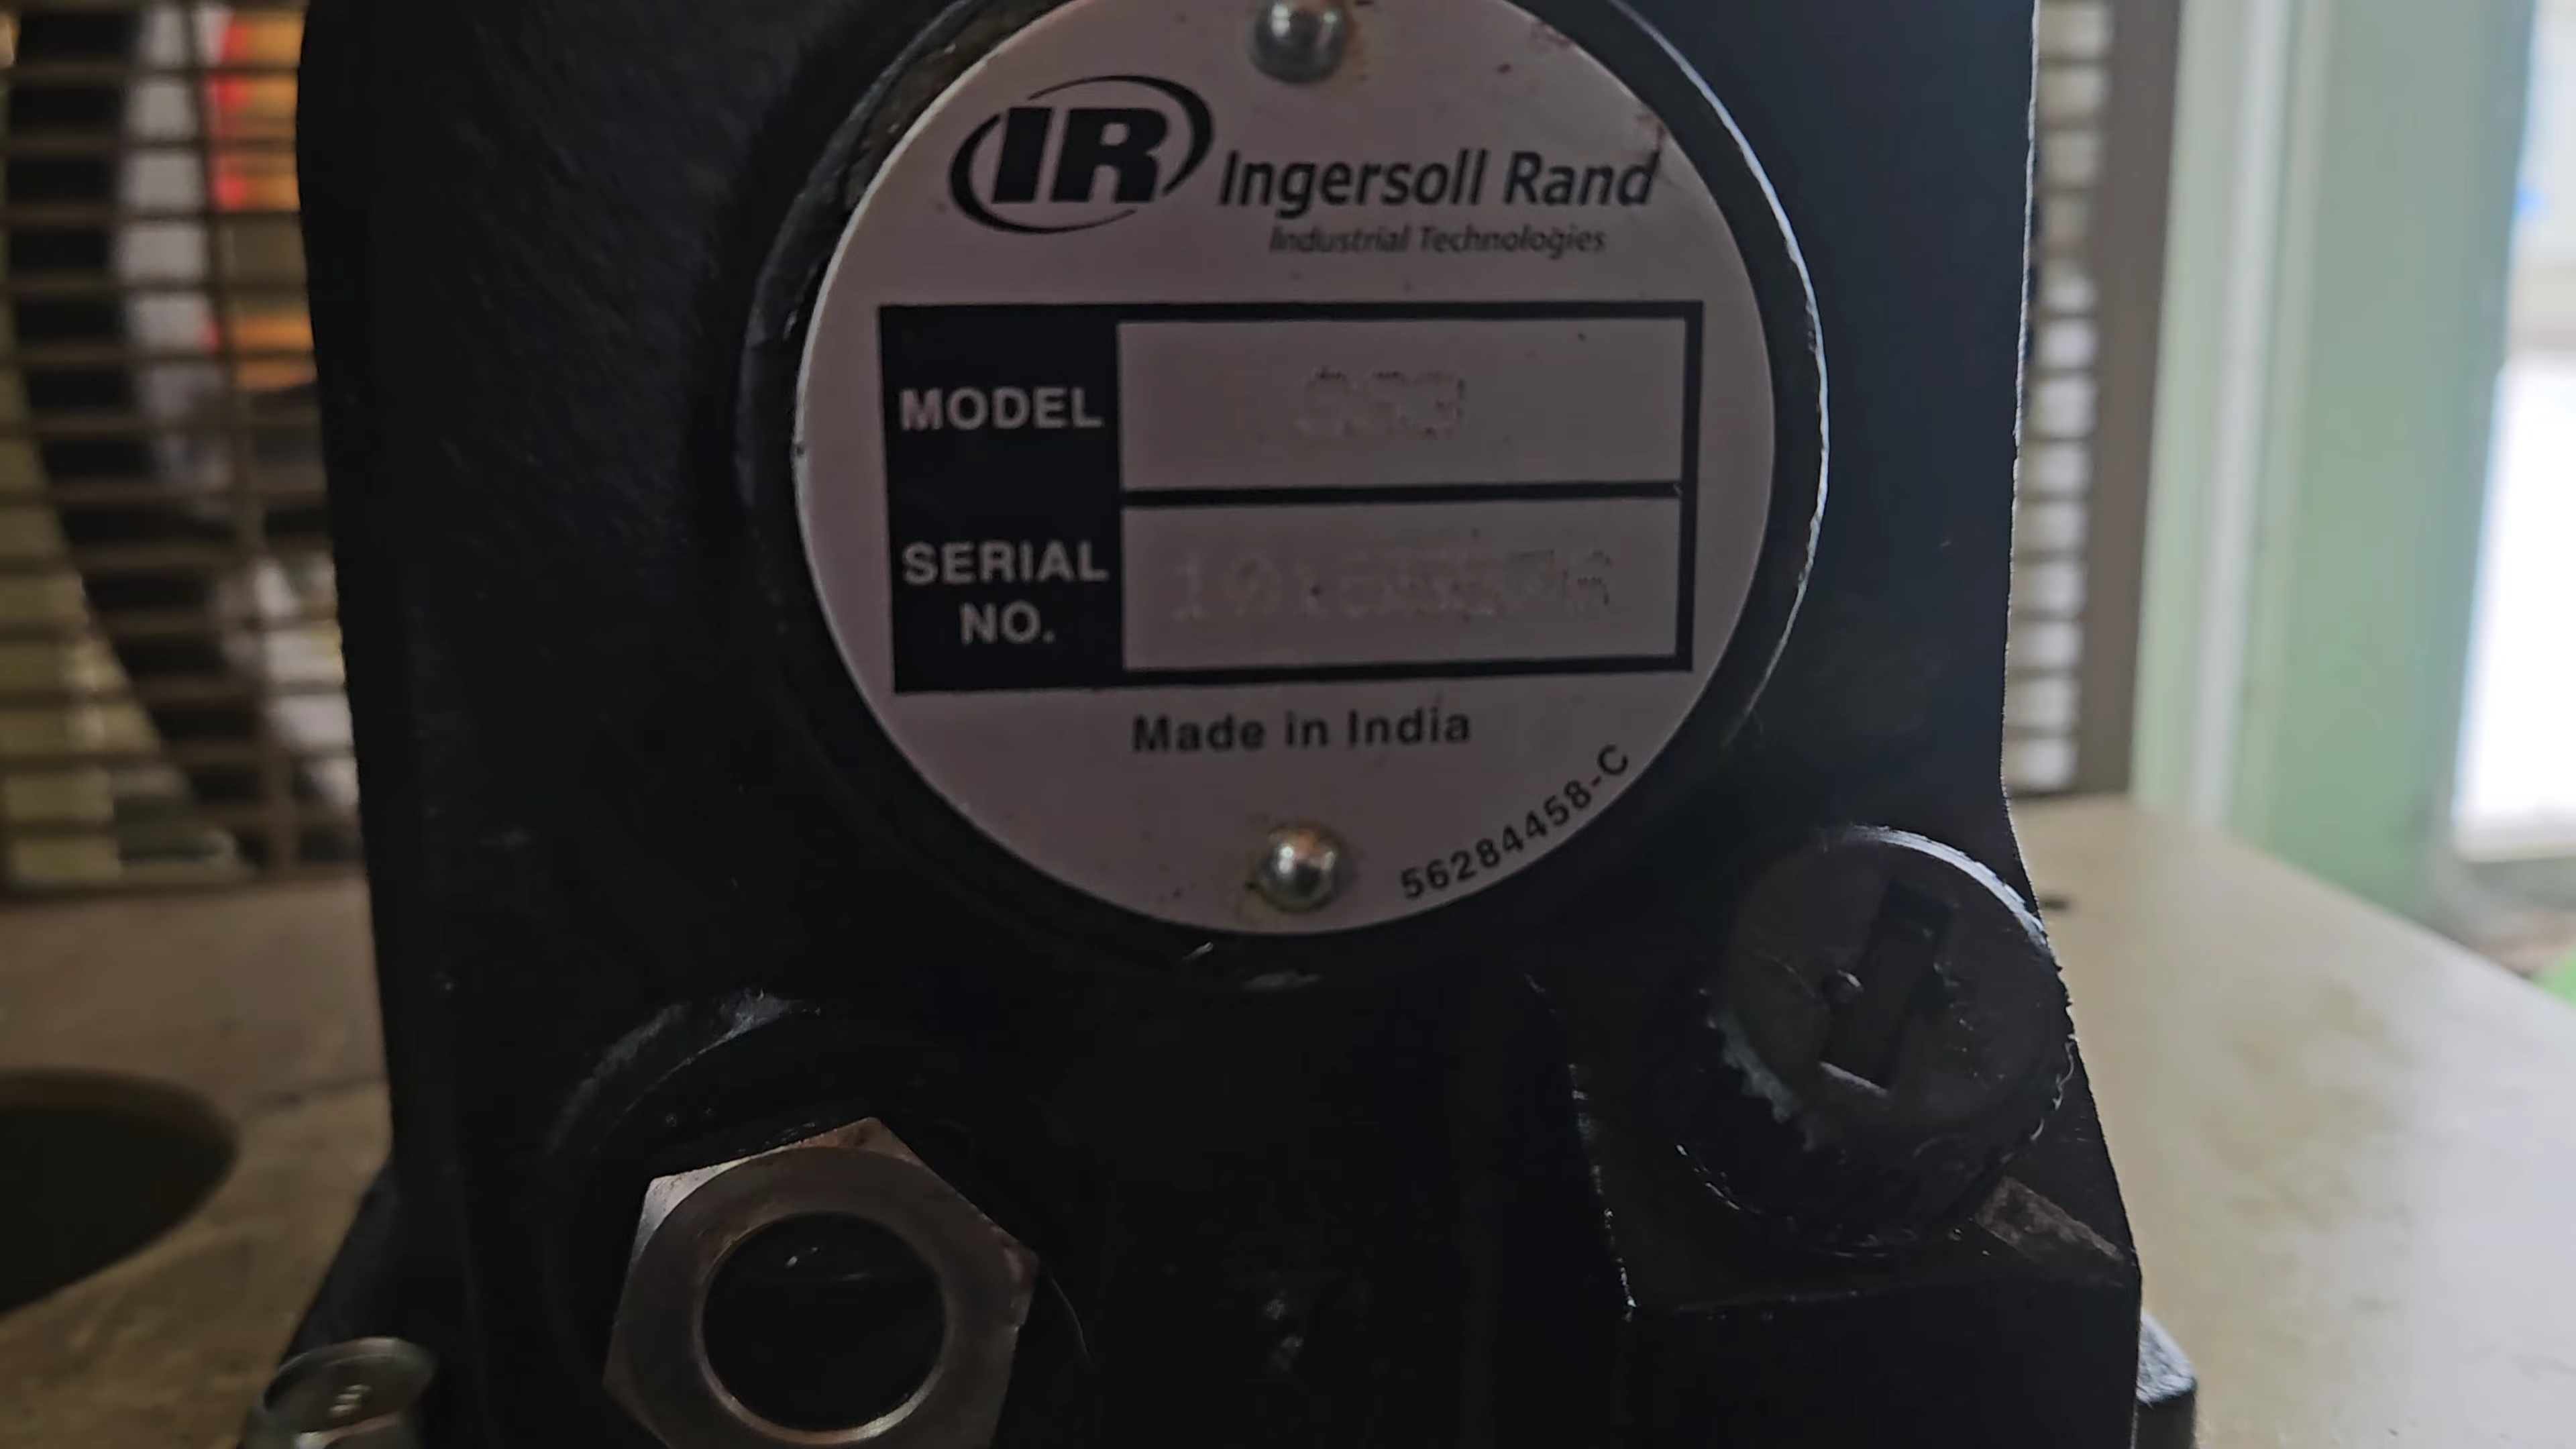 IR Ingersoll Rand
Industrial Technologies
MODEL
SERIAL
NO.
Made in India
56284458-C